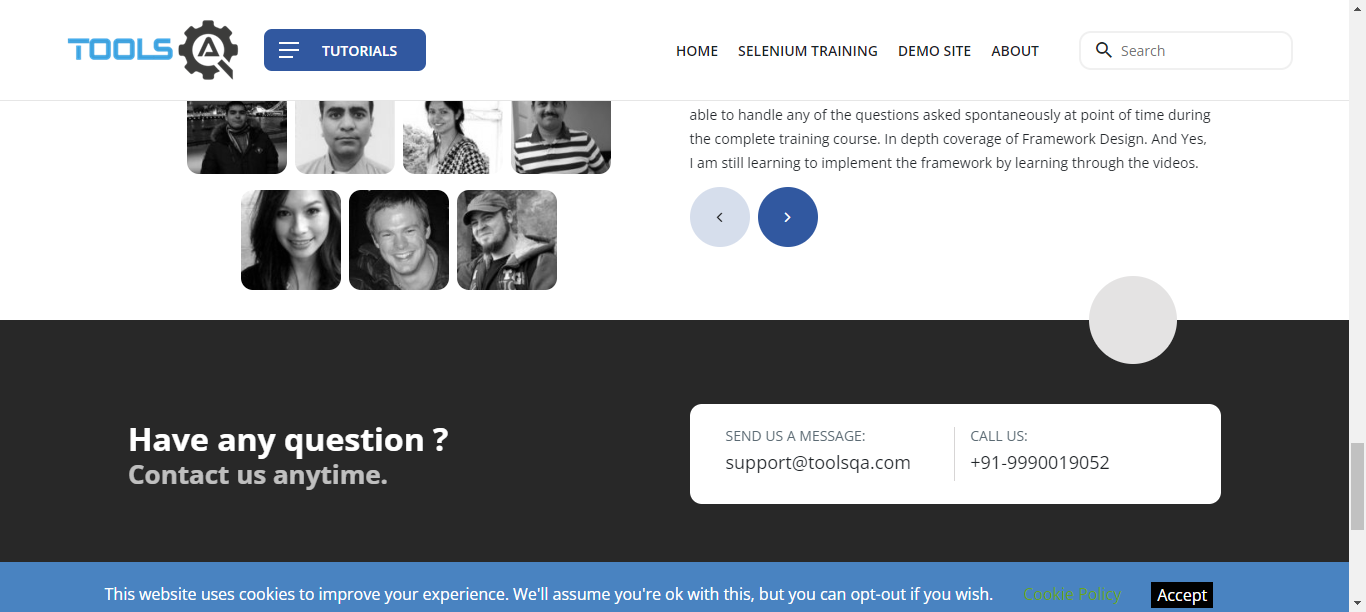 TOOLS QA
TUTORIALS
HOME
SELENIUM TRAINING
DEMO SITE
ABOUT
Search
able to handle any of the questions asked spontaneously at point of time during
the complete training course. In depth coverage of Framework Design. And Yes,
I am still learning to implement the framework by learning through the videos.
Have any question ?
Contact us anytime.
SEND US A MESSAGE:
support@toolsqa.com
CALL US:
+91-9990019052
This website uses cookies to improve your experience. We'll assume you're ok with this, but you can opt-out if you wish.
Cookie Policy
Accept